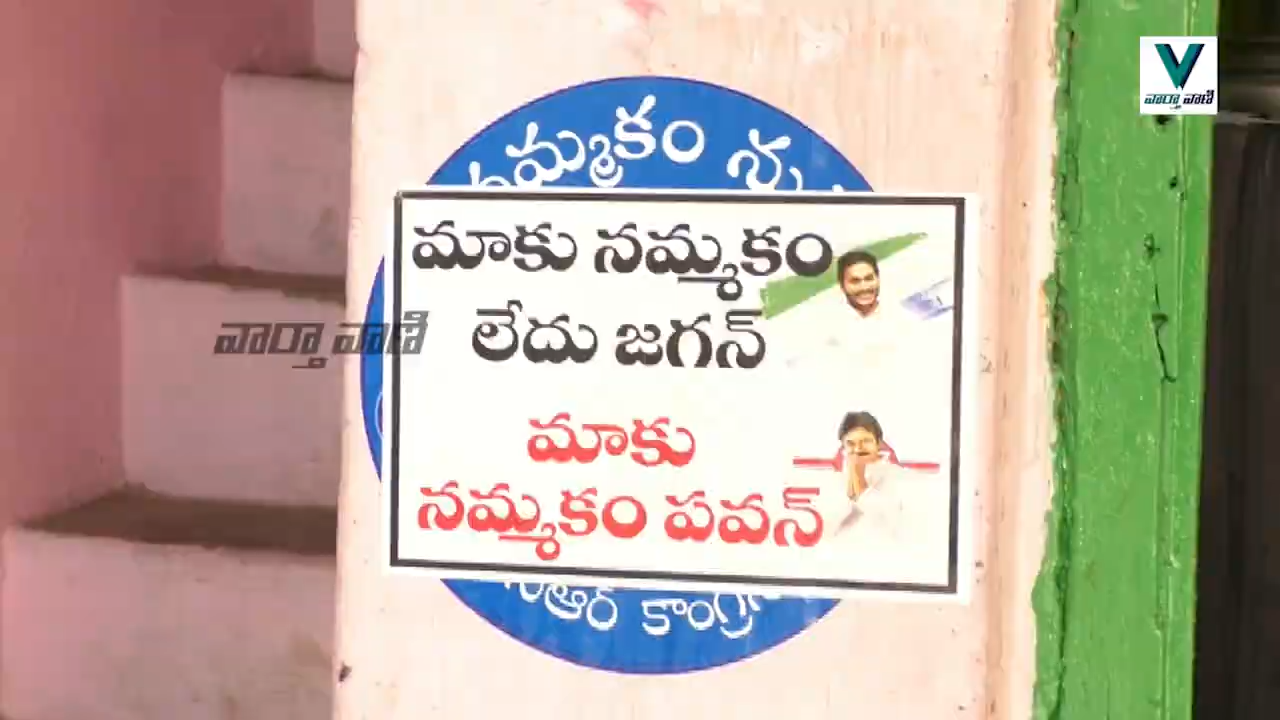 వార్తా వాణి
మాకు నమ్మకం
లేదు జగన్
మాకు
నమ్మకం పవన్
వార్తా వాణి
కాంగ్రెస్